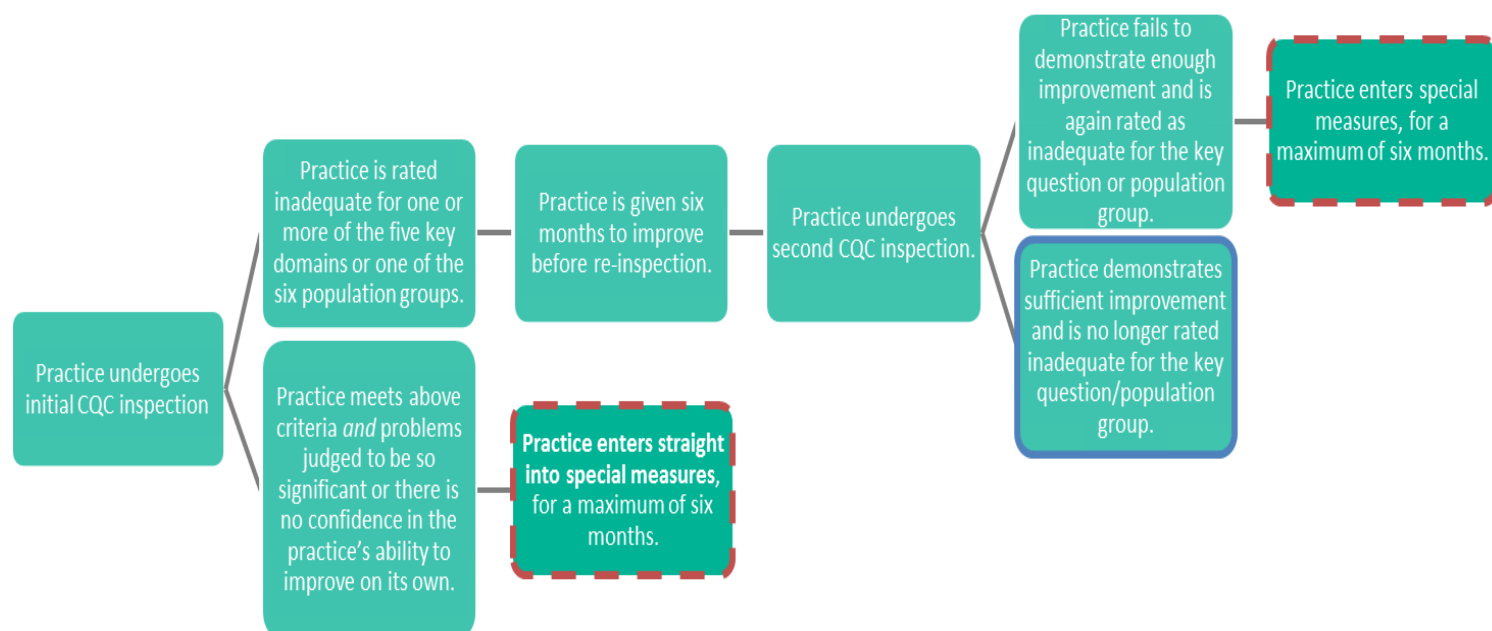 Practice undergoes
initial CQC inspection
Practice is rated
inadequate for one or
more of the five key
domains or one of the
six population groups.
Practice is given six
months to improve
before re-inspection.
Practice undergoes
second CQC inspection.
Practice fails to
demonstrate enough
improvement and is
again rated as
inadequate for the key
question or population
group.
Practice enters special
measures, for a
maximum of six months.
Practice demonstrates
sufficient improvement
and is no longer rated
inadequate for the key
question/population
group.
Practice meets above
criteria and problems
judged to be so
significant or there is
no confidence in the
practice’s ability to
improve on its own.
Practice enters straight
into special measures,
for a maximum of six
months.